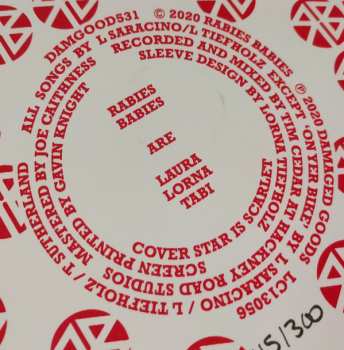 DAMGOOD531 © 2020 RABIES BABIES ℗ 2020 DAMAGED GOODS LC13056
ALL SONGS BY L SARACINO/L TIEFHOLZ EXCEPT 'ON YER BIKE' BY L SARACINO / L TIEFHOLZ / T SUTHERLAND
RECORDED AND MIXED BY TIM CEDAR AT HACKNEY ROAD STUDIOS MASTERED BY JOE CAITHNESS
SLEEVE DESIGN BY LORNA TIEFHOLZ SCREEN PRINTED BY GAVIN KNIGHT
RABIES
BABIES
ARE
LAURA
LORNA
TABI
COVER STAR IS SCARLET
/300